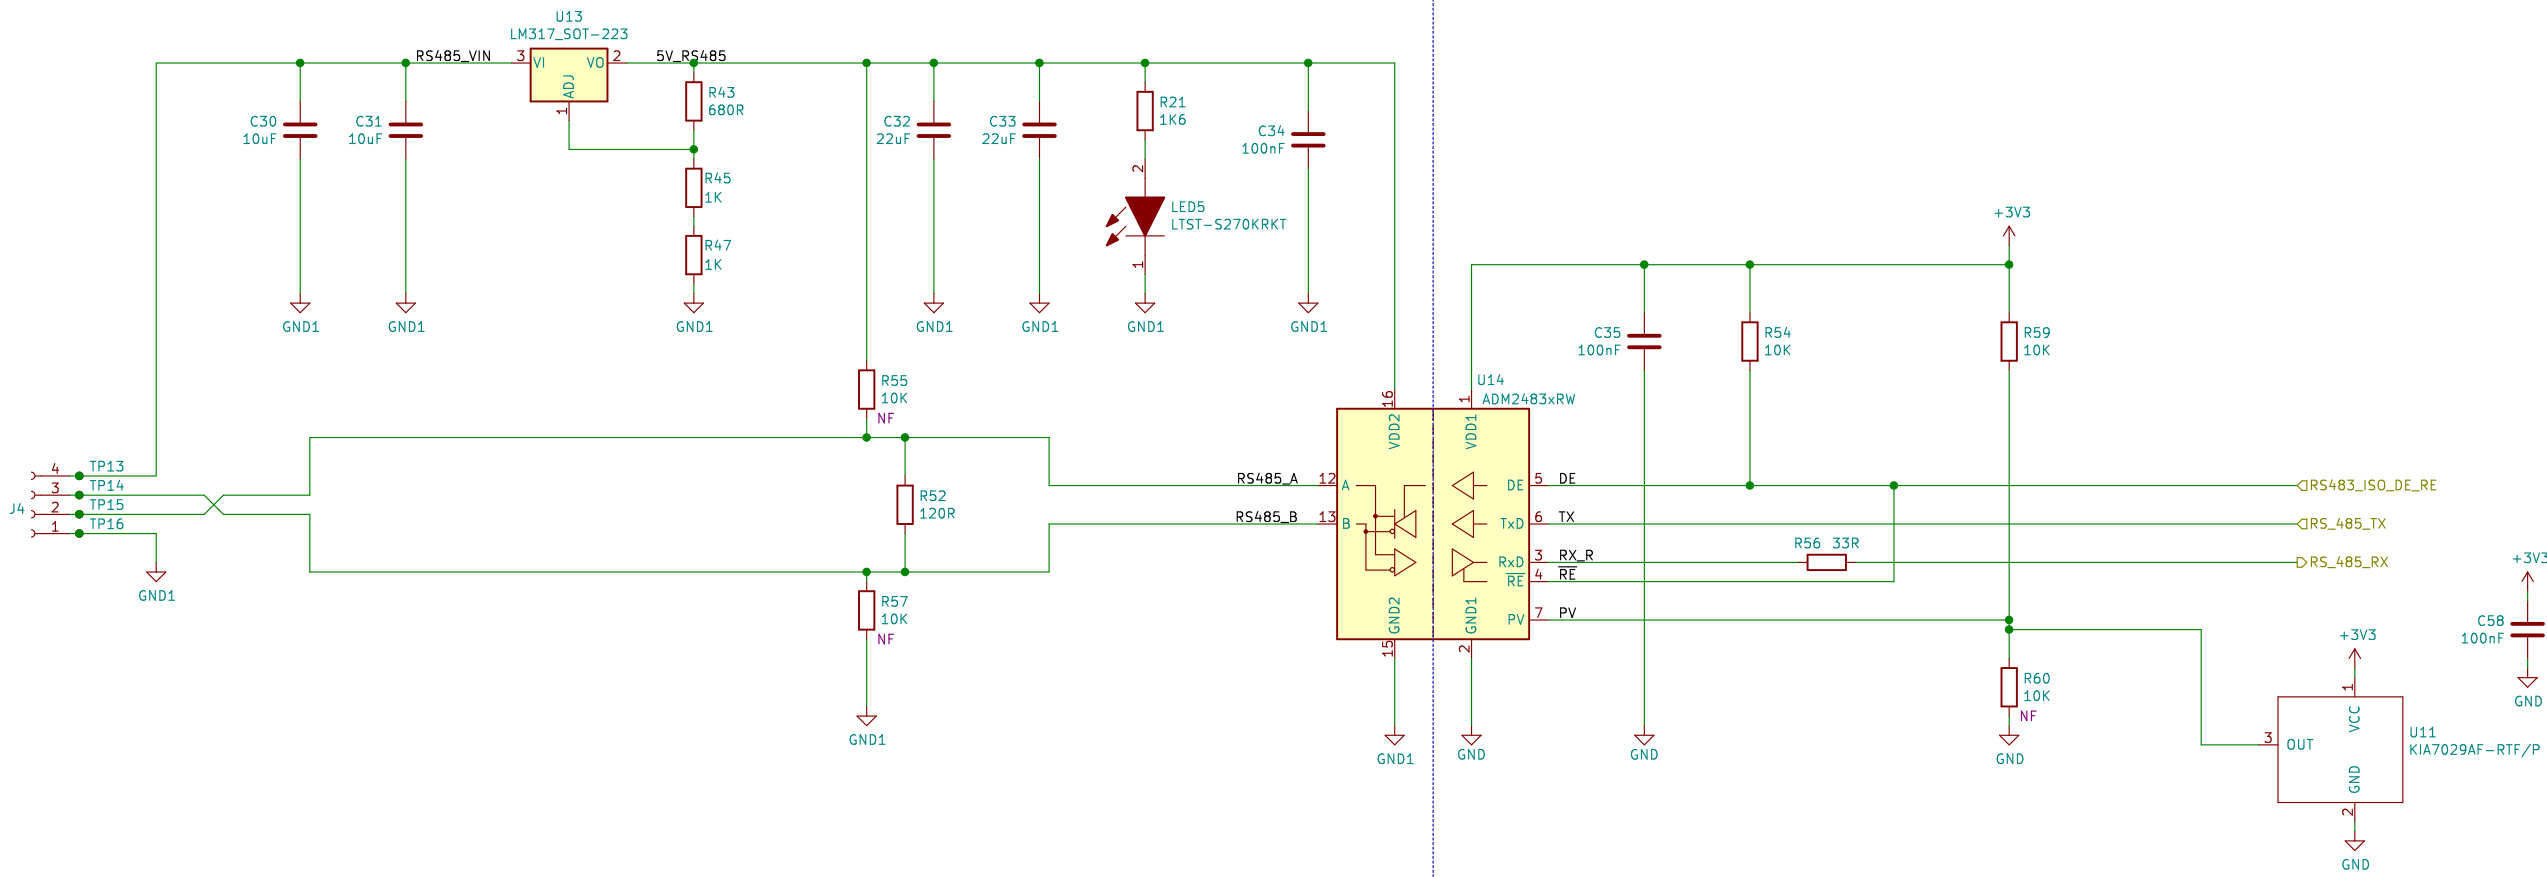 U13
LM317_SOT-223
RS485_VIN
3
VI
VO
2
ADJ
1
5V_RS485
R43
680R
C30
10uF
C31
10uF
R45
1K
R47
1K
C32
22uF
C33
22uF
R21
1K6
2
LED5
LTST-S270KRKT
1
C34
100nF
GND1
GND1
GND1
GND1
GND1
GND1
GND1
+3V3
C35
100nF
R54
10K
R59
10K
R55
10K
NF
U14
ADM2483xRW
16
VDD2
1
VDD1
J4
4
TP13
3
TP14
2
TP15
1
TP16
GND1
R52
120R
RS485_A
12
A
RS485_B
13
B
DE
5
DE
TxD
6
TX
RxD
3
RX_R
RE
4
RE
PV
7
PV
GND2
15
GND1
2
R56 33R
RS483_ISO_DE_RE
RS_485_TX
RS_485_RX
R57
10K
NF
GND1
GND1
GND
GND
R60
10K
NF
GND
+3V3
C58
100nF
GND
+3V3
1
VCC
3
OUT
GND
2
U11
KIA7029AF-RTF/P
GND